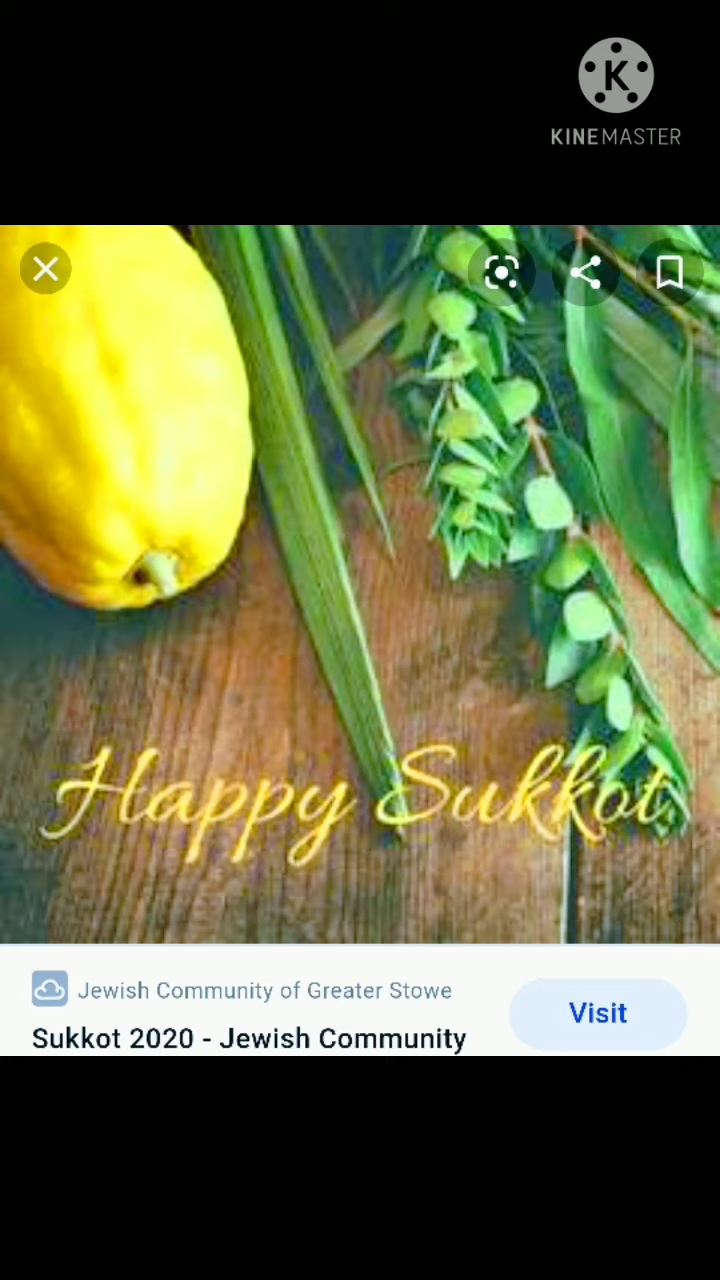 KINEMASTER
Happy Sukkot
Jewish Community of Greater Stowe
Visit
Sukkot 2020 - Jewish Community